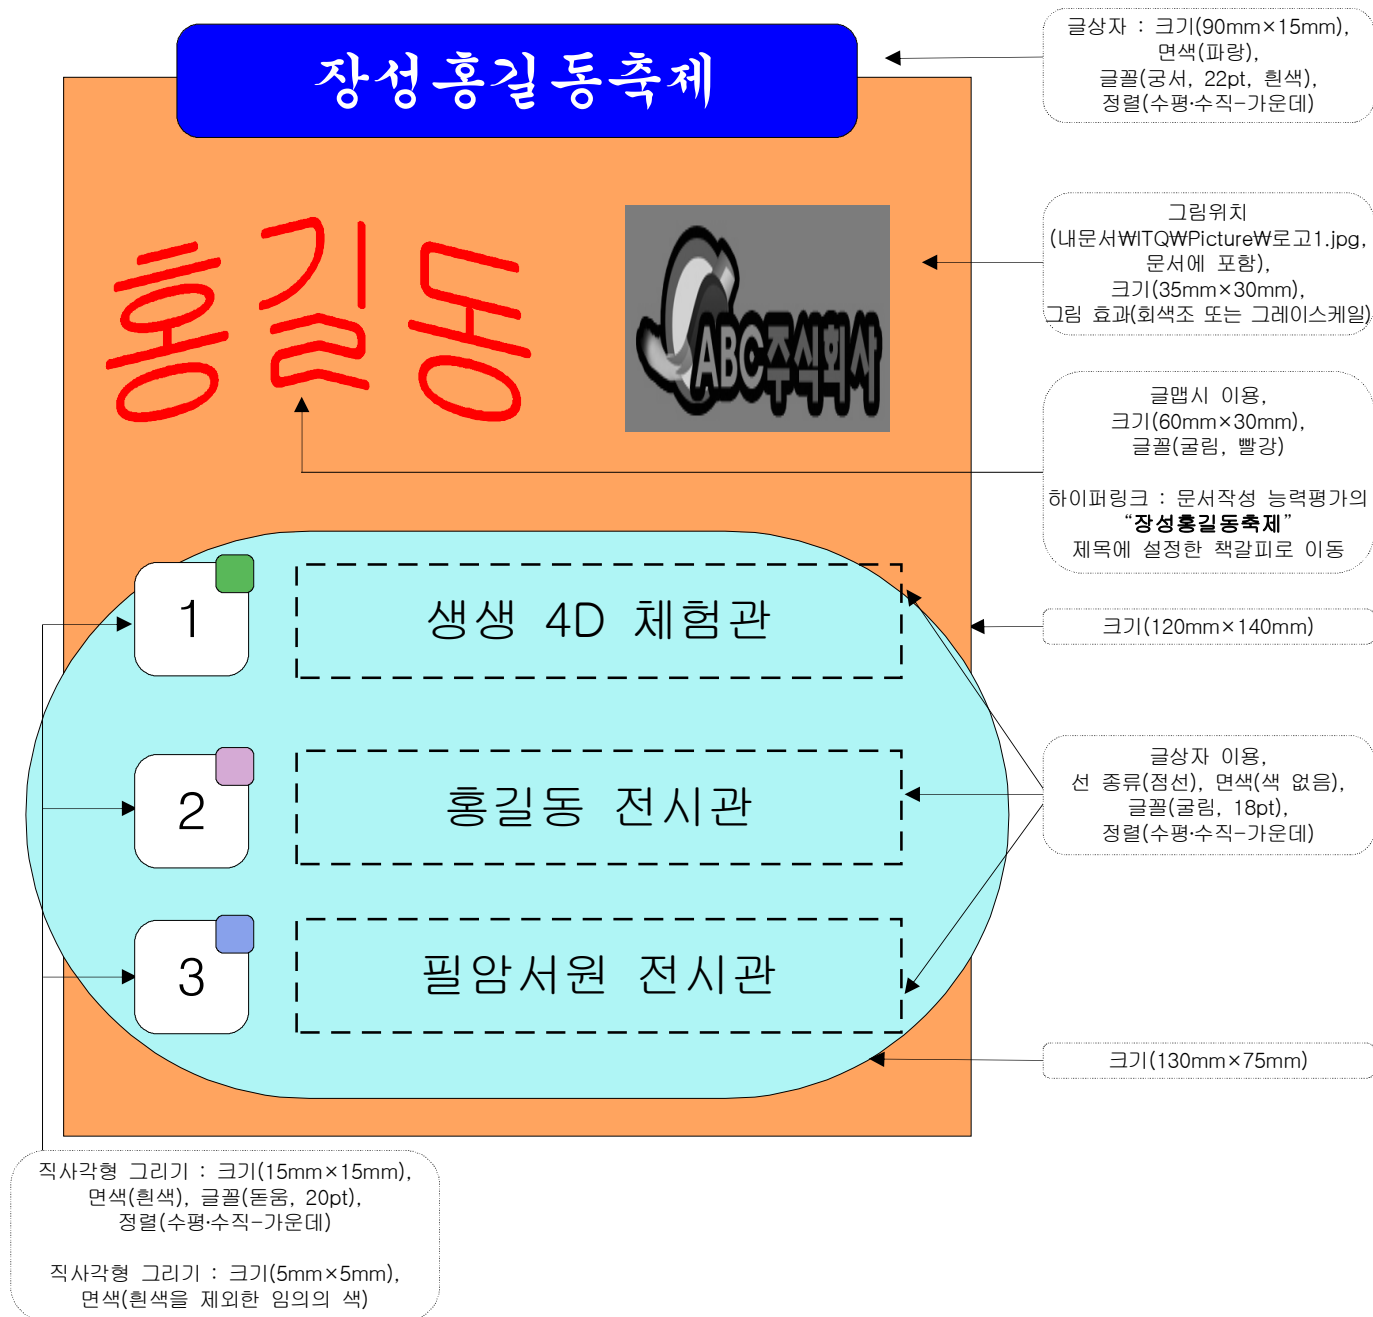 장성홍길동축제
글상자 : 크기(90mm×15mm),
면색(파랑),
글꼴(궁서, 22pt, 흰색),
정렬(수평·수직-가운데)
홍길동
ABC주식회사
그림위치
(내문서₩ITQ₩Picture₩로고1.jpg,
문서에 포함),
크기(35mm×30mm),
그림 효과(회색조 또는 그레이스케일)
글맵시 이용,
크기(60mm×30mm),
글꼴(굴림, 빨강)
하이퍼링크 : 문서작성 능력평가의
“장성홍길동축제”
제목에 설정한 책갈피로 이동
1
생생 4D 체험관
크기(120mm×140mm)
2
홍길동 전시관
글상자 이용,
선 종류(점선), 면색(색 없음),
글꼴(굴림, 18pt),
정렬(수평·수직-가운데)
3
필암서원 전시관
크기(130mm×75mm)
직사각형 그리기 : 크기(15mm×15mm),
면색(흰색), 글꼴(돋움, 20pt),
정렬(수평·수직-가운데)
직사각형 그리기 : 크기(5mm×5mm),
면색(흰색을 제외한 임의의 색)